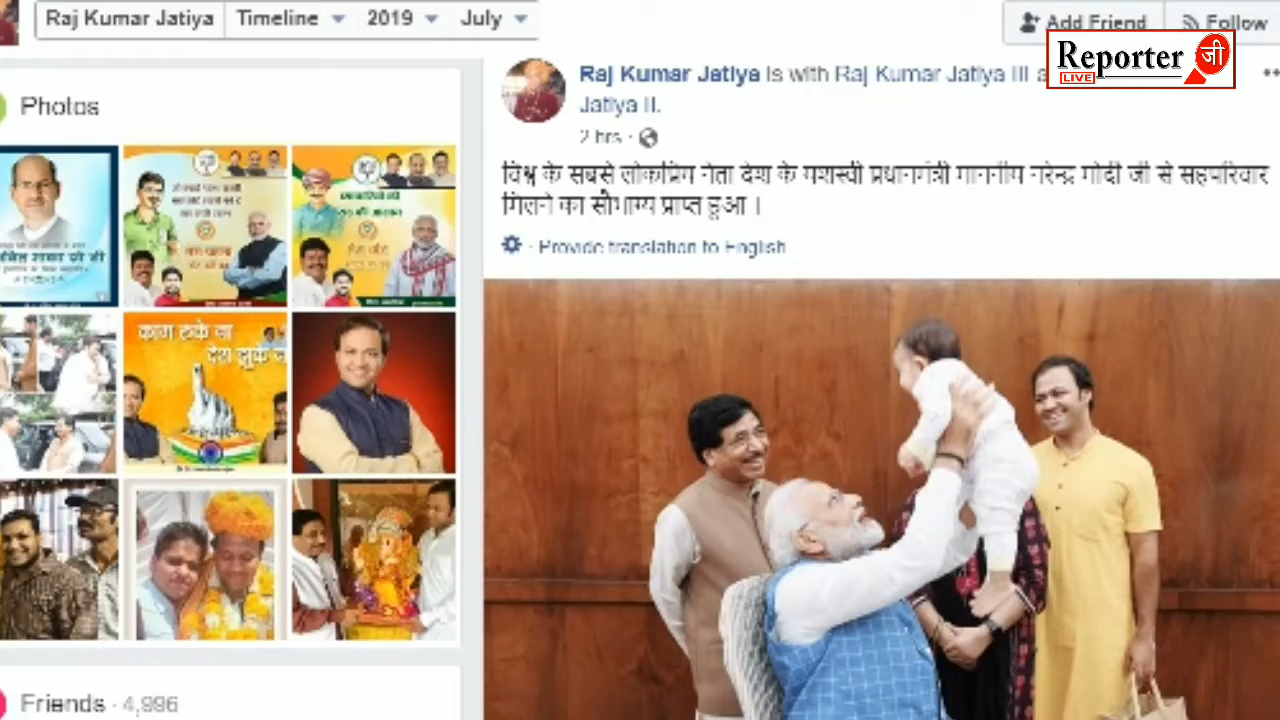 Raj Kumar Jatiya Timeline 2019 July
Add Friend Follow
Reporter जी
LIVE
Raj Kumar Jatiya is with Raj Kumar Jatiya III
Jatiya II.
2 hrs
विश्व के सबसे लोकप्रिय नेता देश के यशस्वी प्रधानमंत्री माननीय नरेन्द्र मोदी जी से सहपरिवार
मिलने का सौभाग्य प्राप्त हुआ ।
Provide translation to English
Photos
काम रुके ना
देश झुके ना
Friends · 4,996